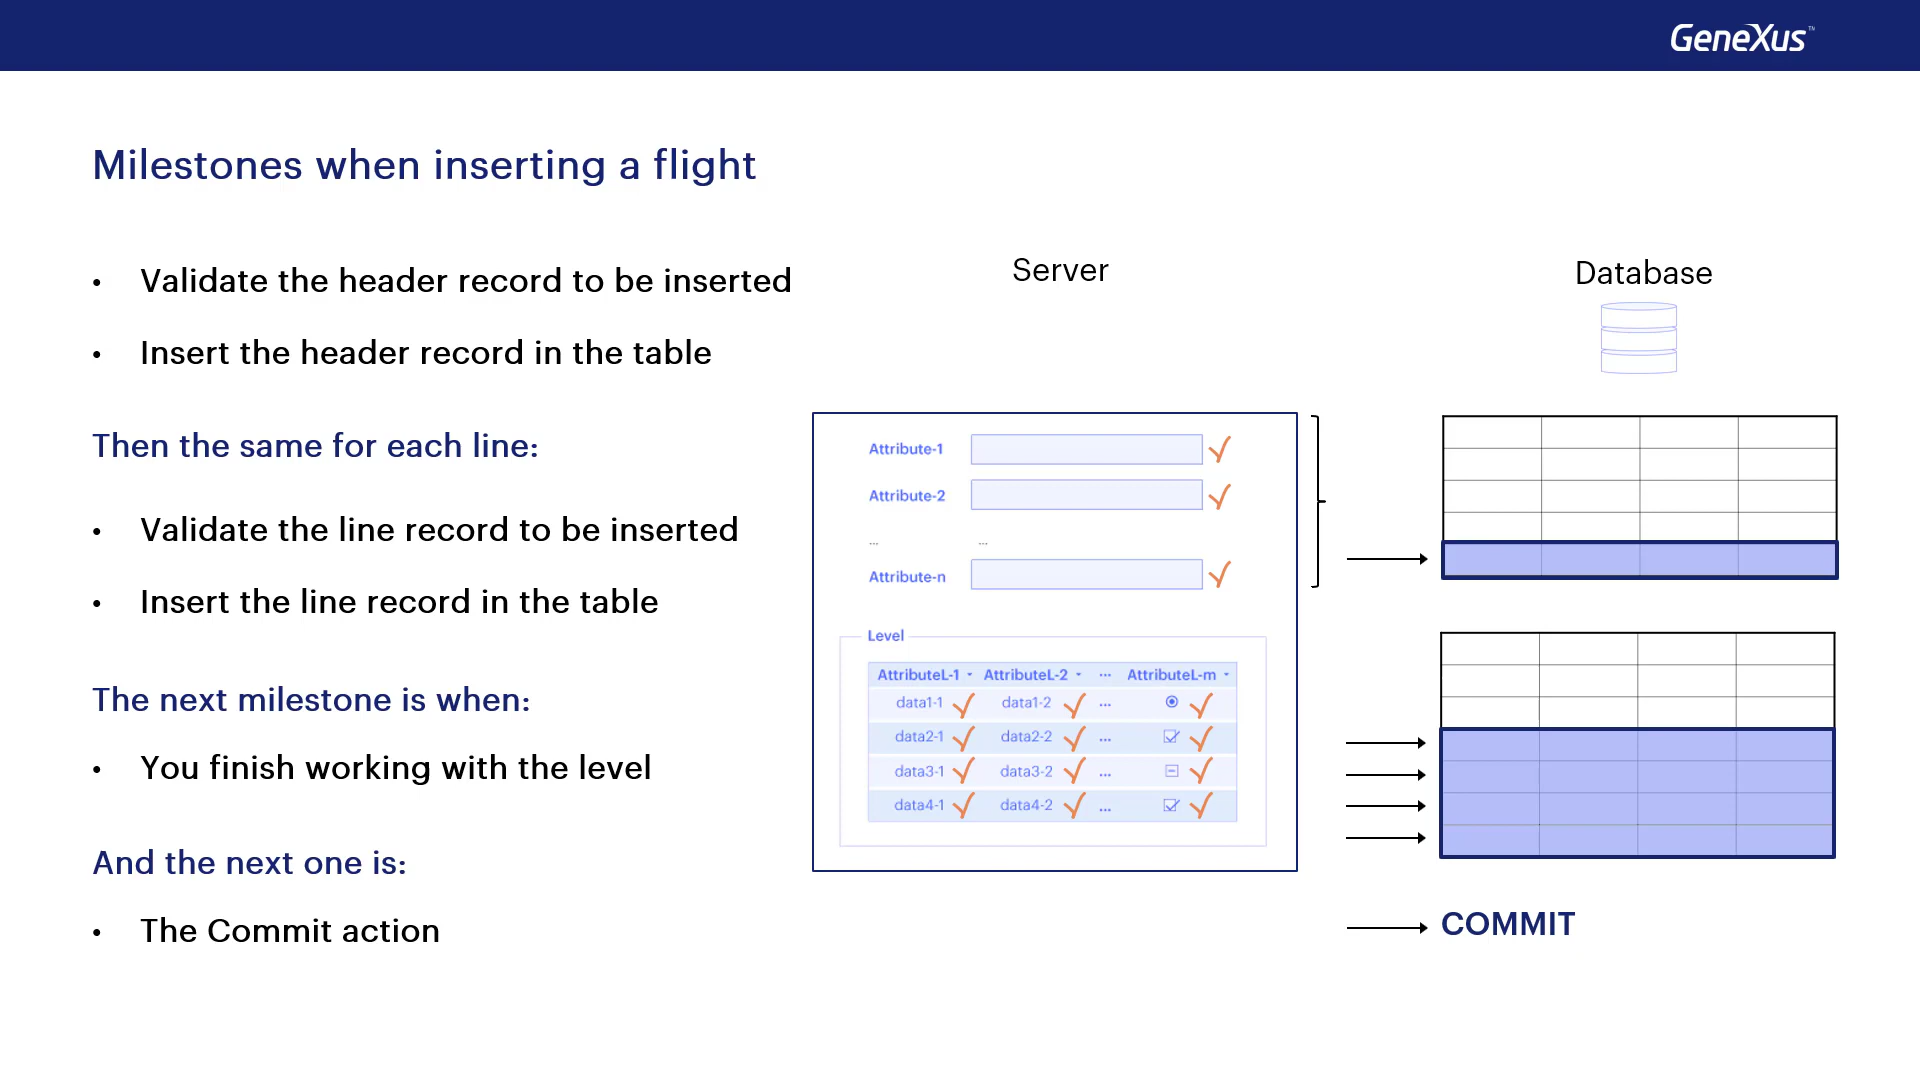 GeneXus™
Milestones when inserting a flight
• Validate the header record to be inserted
• Insert the header record in the table
Then the same for each line:
• Validate the line record to be inserted
• Insert the line record in the table
The next milestone is when:
• You finish working with the level
And the next one is:
• The Commit action
Server
Attribute-1
Attribute-2
... ...
Attribute-n
Level
AttributeL-1 AttributeL-2 ... AttributeL-m
data1-1 data1-2 ...
data2-1 data2-2 ...
data3-1 data3-2 ...
data4-1 data4-2 ...
Database
COMMIT